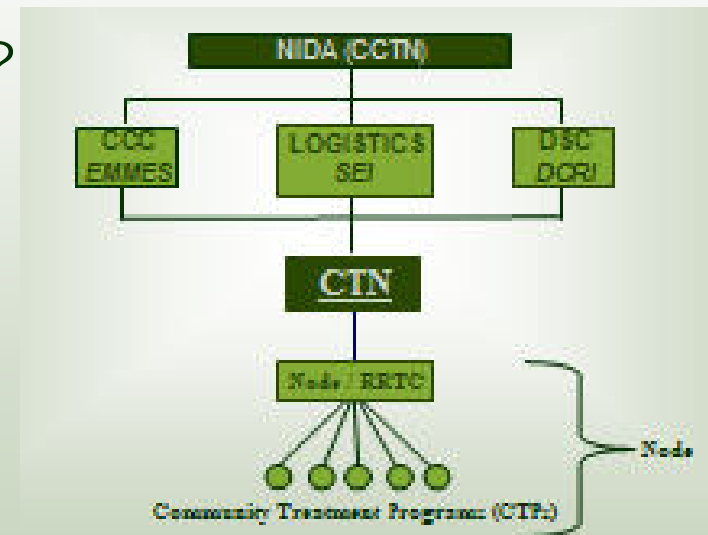 ?
NIDA (CCTN)
CCC
EMMES
LOGISTICS
SEI
DSC
DCRI
CTN
Node / RRTC
Node
Community Treatment Programs (CTPs)